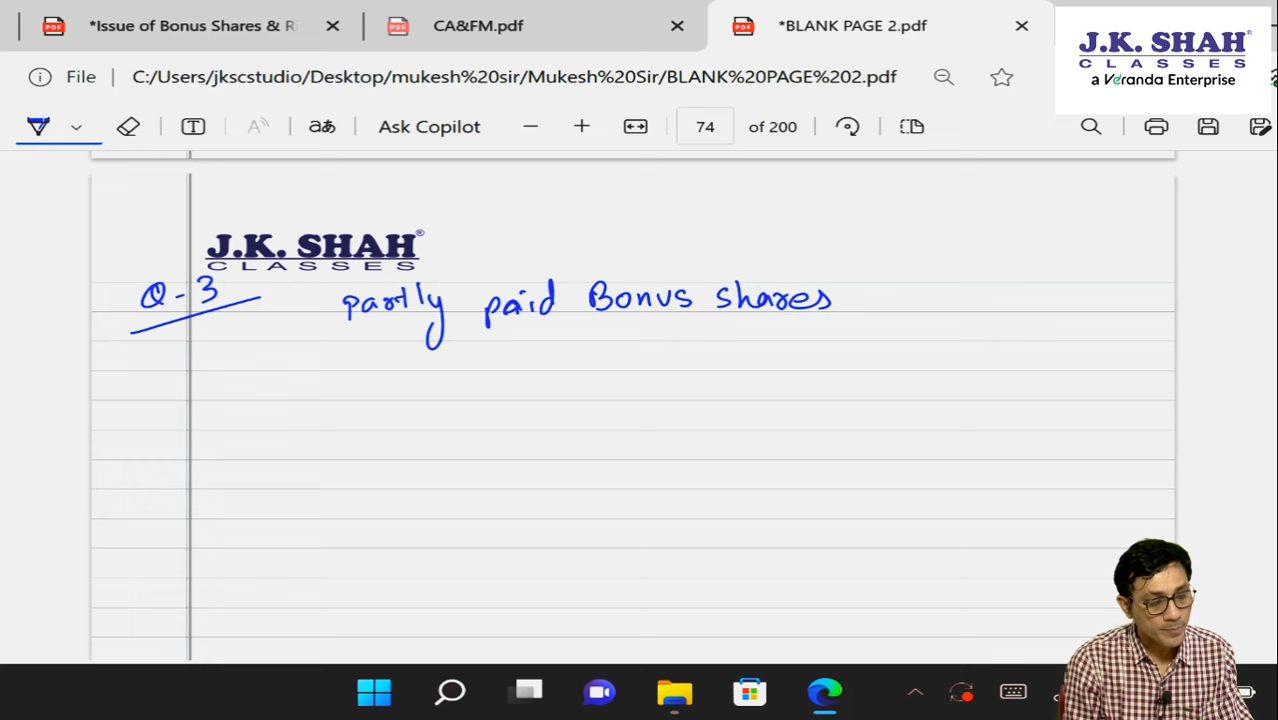 *Issue of Bonus Shares & Ri
CA&FM.pdf
*BLANK PAGE 2.pdf
J.K. SHAH®
CLASSES
a Veranda Enterprise
File
C:/Users/jkscstudio/Desktop/mukesh%20sir/Mukesh%20Sir/BLANK%20PAGE%202.pdf
Ask Copilot
74 of 200
J.K. SHAH®
CLASSES
Q-3 partly paid Bonus shares